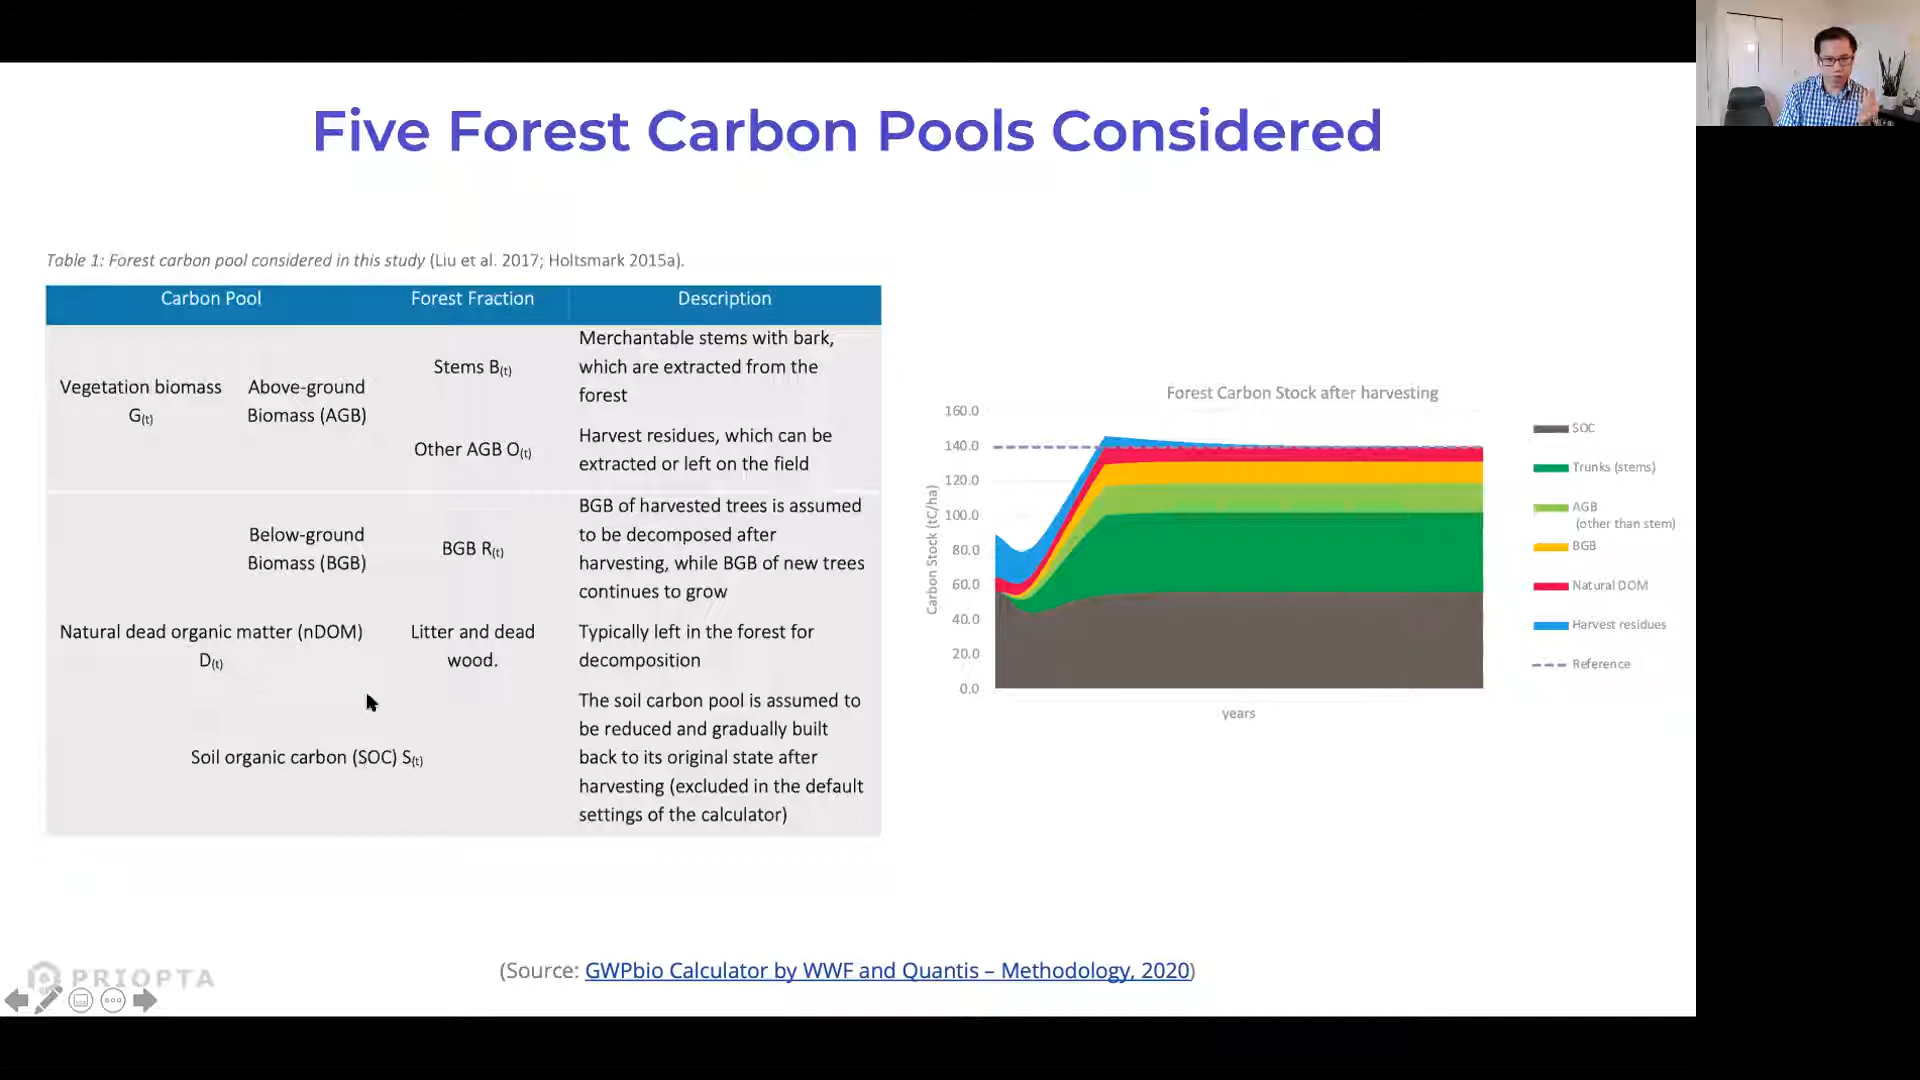 Five Forest Carbon Pools Considered
Table 1: Forest carbon pool considered in this study (Liu et al. 2017; Holtsmark 2015a).
Carbon Pool Forest Fraction Description
Vegetation biomass
G(t)
Above-ground
Biomass (AGB)
Stems B(t)
Merchantable stems with bark,
which are extracted from the
forest
Other AGB O(t)
Harvest residues, which can be
extracted or left on the field
Below-ground
Biomass (BGB)
BGB R(t)
BGB of harvested trees is assumed
to be decomposed after
harvesting, while BGB of new trees
continues to grow
Natural dead organic matter (nDOM)
D(t)
Litter and dead
wood.
Typically left in the forest for
decomposition
Soil organic carbon (SOC) S(t)
The soil carbon pool is assumed to
be reduced and gradually built
back to its original state after
harvesting (excluded in the default
settings of the calculator)
Forest Carbon Stock after harvesting
Carbon Stock (tC/ha)
160.0
140.0
120.0
100.0
80.0
60.0
40.0
20.0
0.0
years
SOC
Trunks (stems)
AGB
(other than stem)
BGB
Natural DOM
Harvest residues
Reference
(Source: GWPbio Calculator by WWF and Quantis – Methodology, 2020)
PRIOPTA